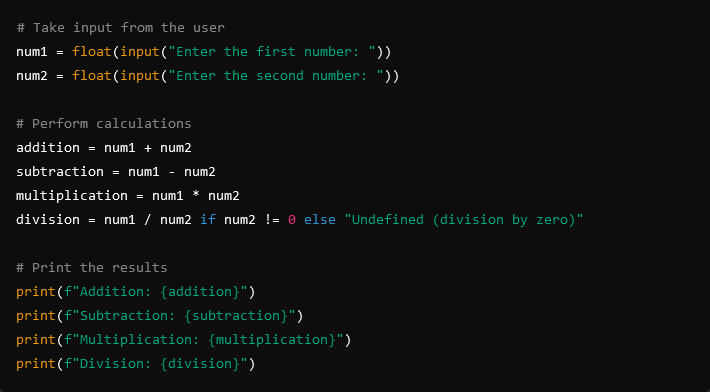 # Take input from the user
num1 = float(input("Enter the first number: "))
num2 = float(input("Enter the second number: "))
# Perform calculations
addition = num1 + num2
subtraction = num1 - num2
multiplication = num1 * num2
division = num1 / num2 if num2 != 0 else "Undefined (division by zero)"
# Print the results
print(f"Addition: {addition}")
print(f"Subtraction: {subtraction}")
print(f"Multiplication: {multiplication}")
print(f"Division: {division}")